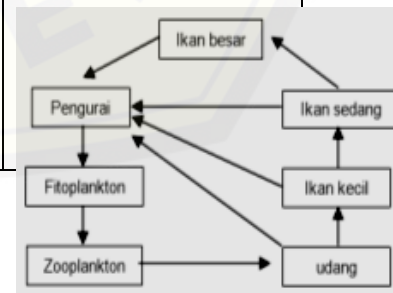 Ikan besar
Pengurai
Ikan sedang
Fitoplankton
Ikan kecil
Zooplankton
udang